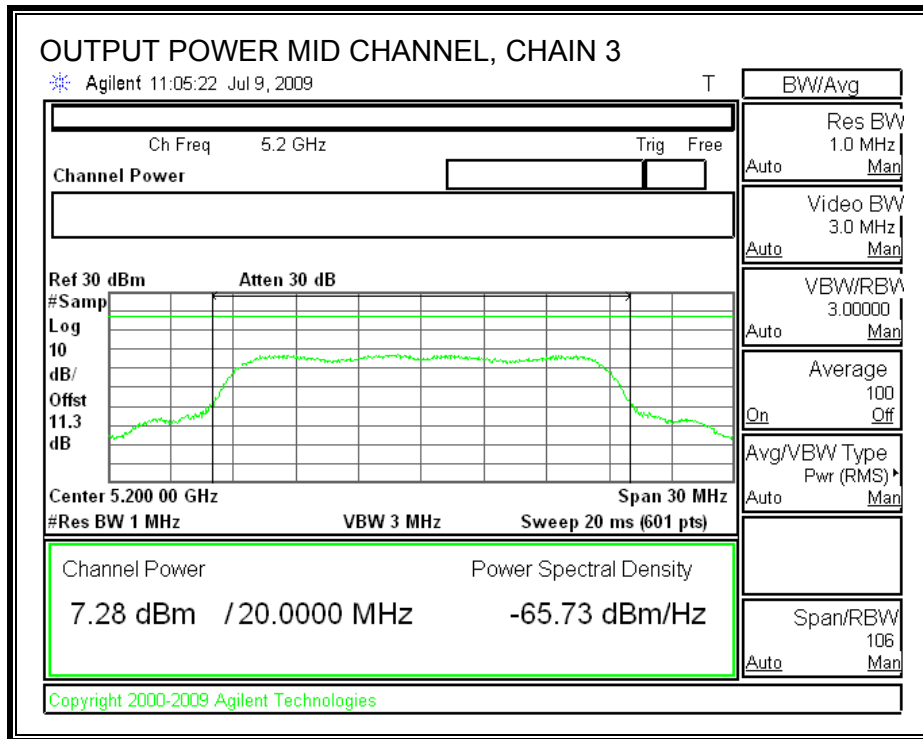 OUTPUT POWER MID CHANNEL, CHAIN 3
Agilent 11:05:22 Jul 9, 2009 T
Ch Freq 5.2 GHz Trig Free
Channel Power
Ref 30 dBm Atten 30 dB
#Samp
Log
10
dB/
Offst
11.3
dB
Center 5.200 00 GHz Span 30 MHz
#Res BW 1 MHz VBW 3 MHz Sweep 20 ms (601 pts)
Channel Power Power Spectral Density
7.28 dBm /20.0000 MHz -65.73 dBm/Hz
Copyright 2000-2009 Agilent Technologies
BW/Avg
Res BW
1.0 MHz
Auto Man
Video BW
3.0 MHz
Auto Man
VBW/RBW
3.00000
Auto Man
Average
100
On Off
Avg/VBW Type
Pwr (RMS)
Auto Man
Span/RBW
106
Auto Man